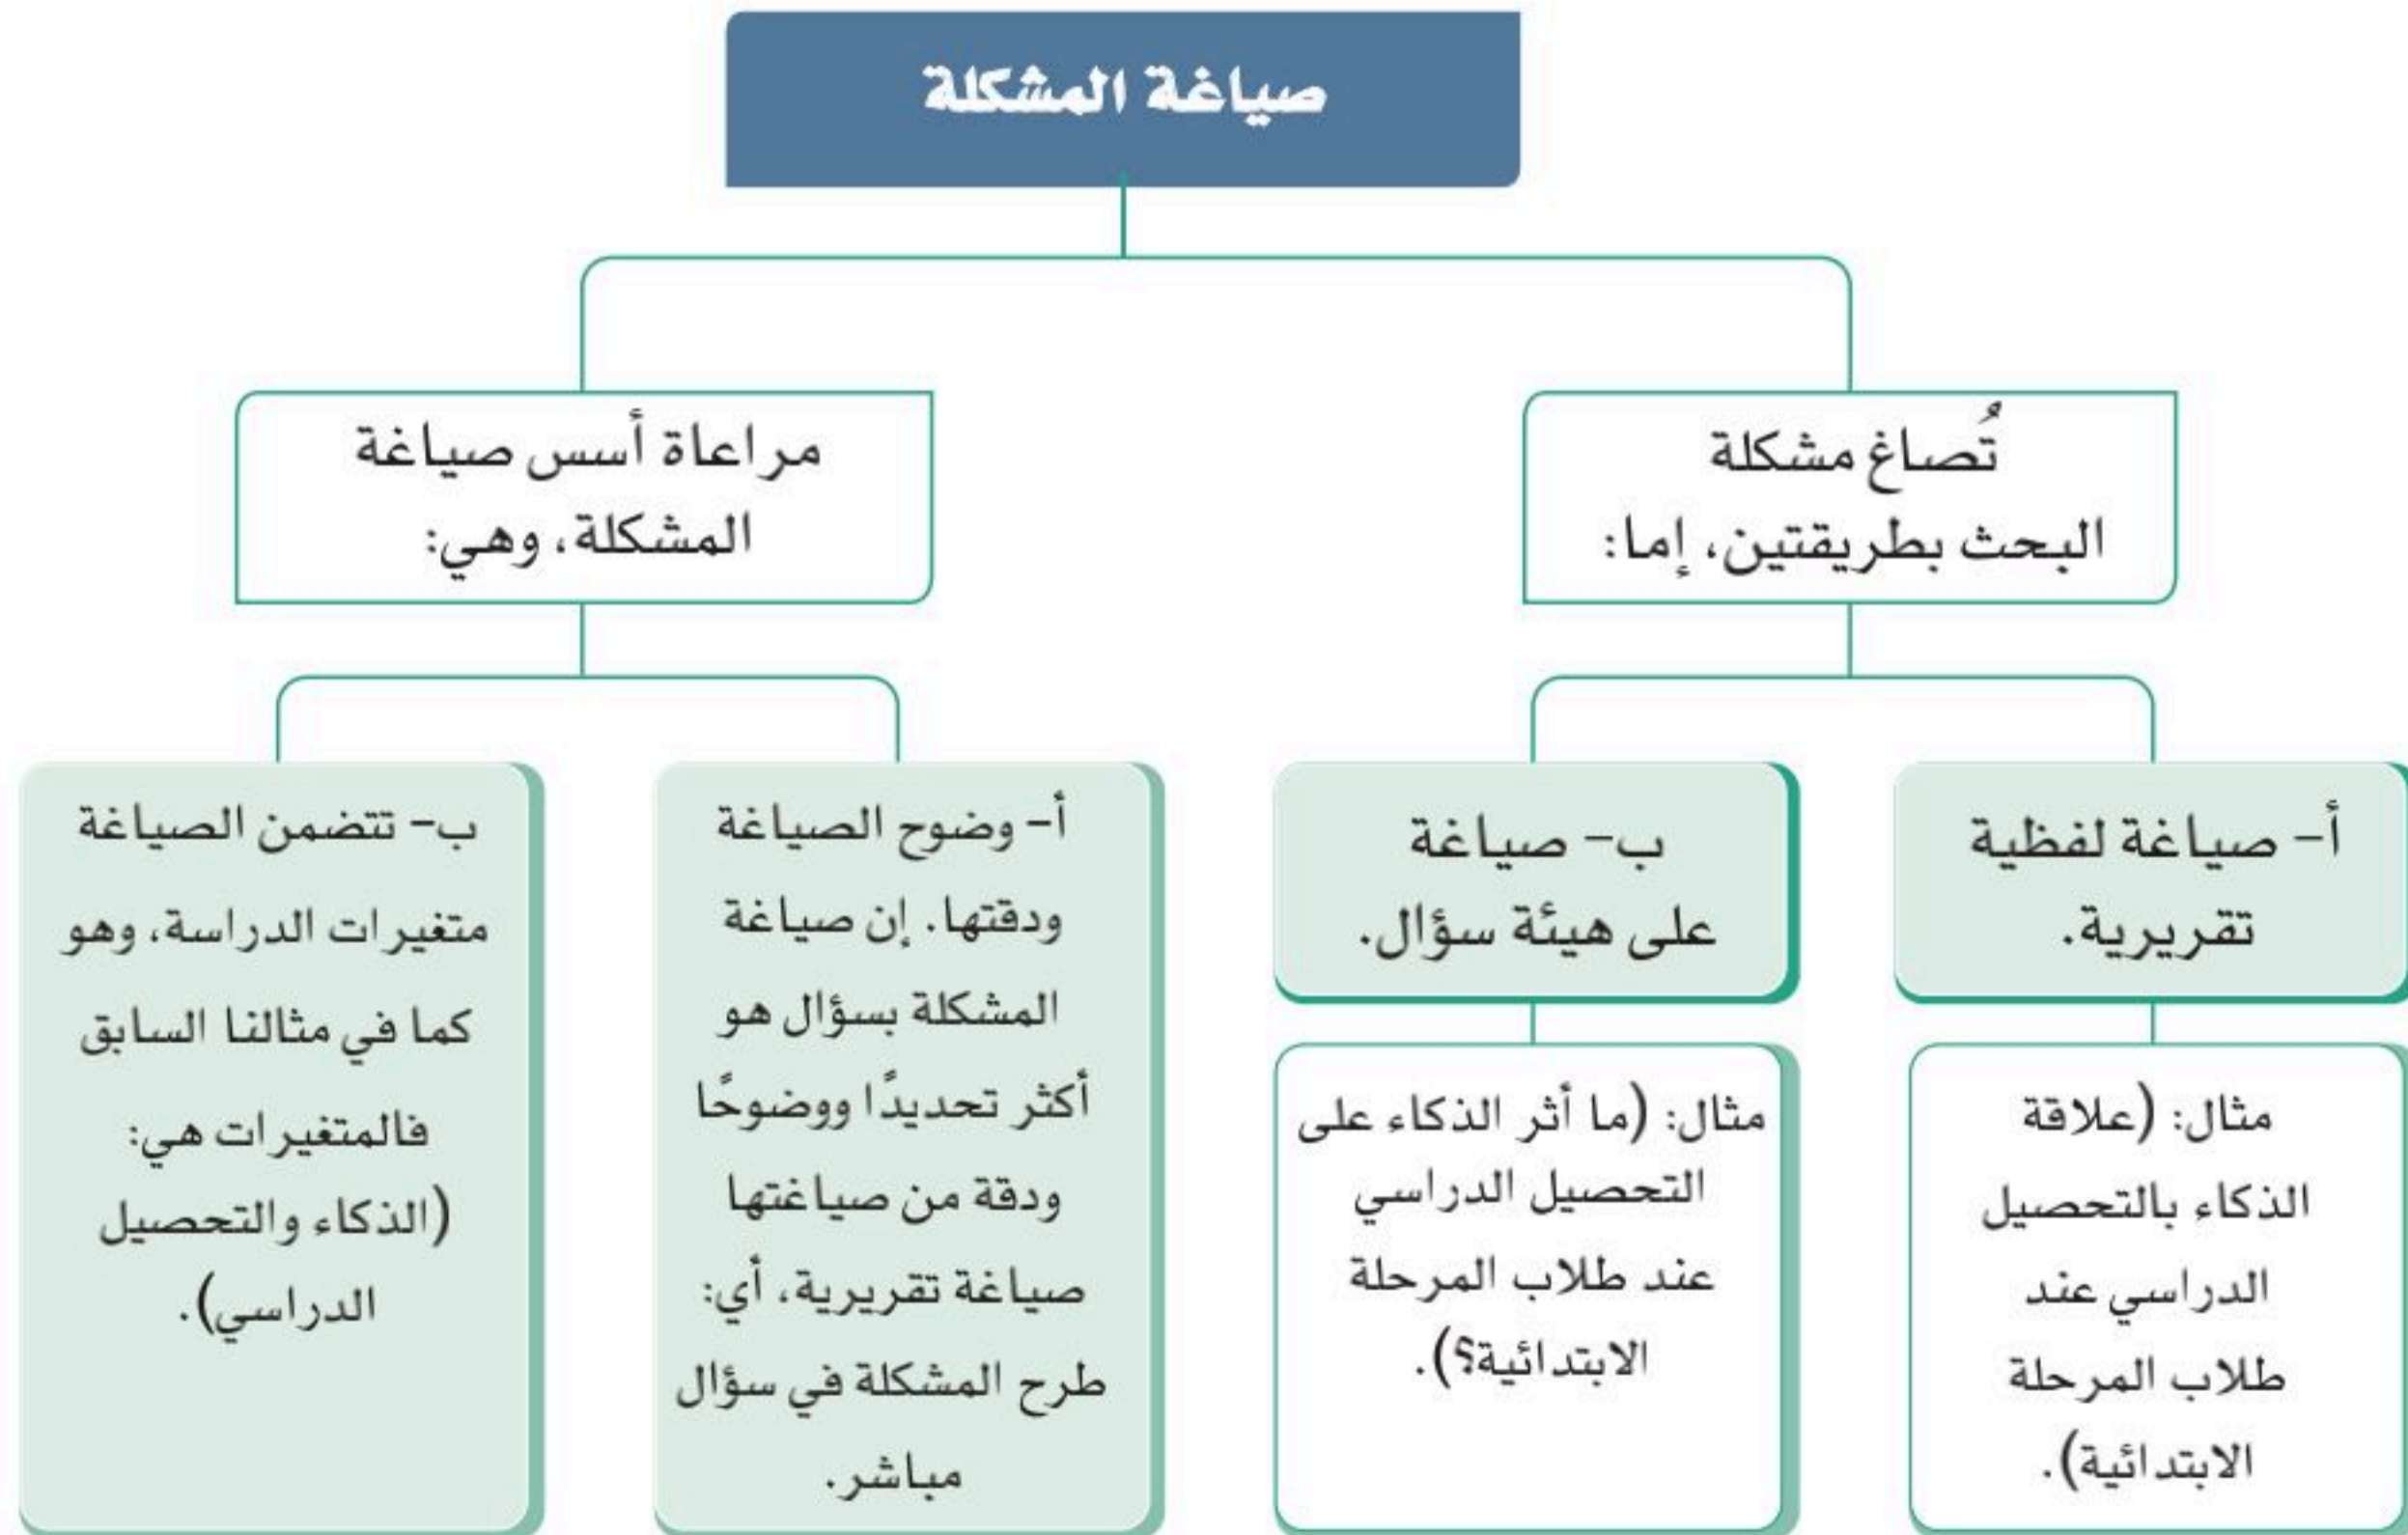 صياغة المشكلة
تُصاغ مشكلة
البحث بطريقتين، إما:
أ– صياغة لفظية
تقريرية.
مثال: (علاقة
الذكاء بالتحصيل
الدراسي عند
طلاب المرحلة
الابتدائية).
ب– صياغة
على هيئة سؤال.
مثال: (ما أثر الذكاء على
التحصيل الدراسي
عند طلاب المرحلة
الابتدائية؟).
مراعاة أسس صياغة
المشكلة، وهي:
أ– وضوح الصياغة
ودقتها. إن صياغة
المشكلة بسؤال هو
أكثر تحديدًا ووضوحًا
ودقة من صياغتها
صياغة تقريرية، أي:
طرح المشكلة في سؤال
مباشر.
ب– تتضمن الصياغة
متغيرات الدراسة، وهو
كما في مثالنا السابق
فالمتغيرات هي:
(الذكاء والتحصيل
الدراسي).